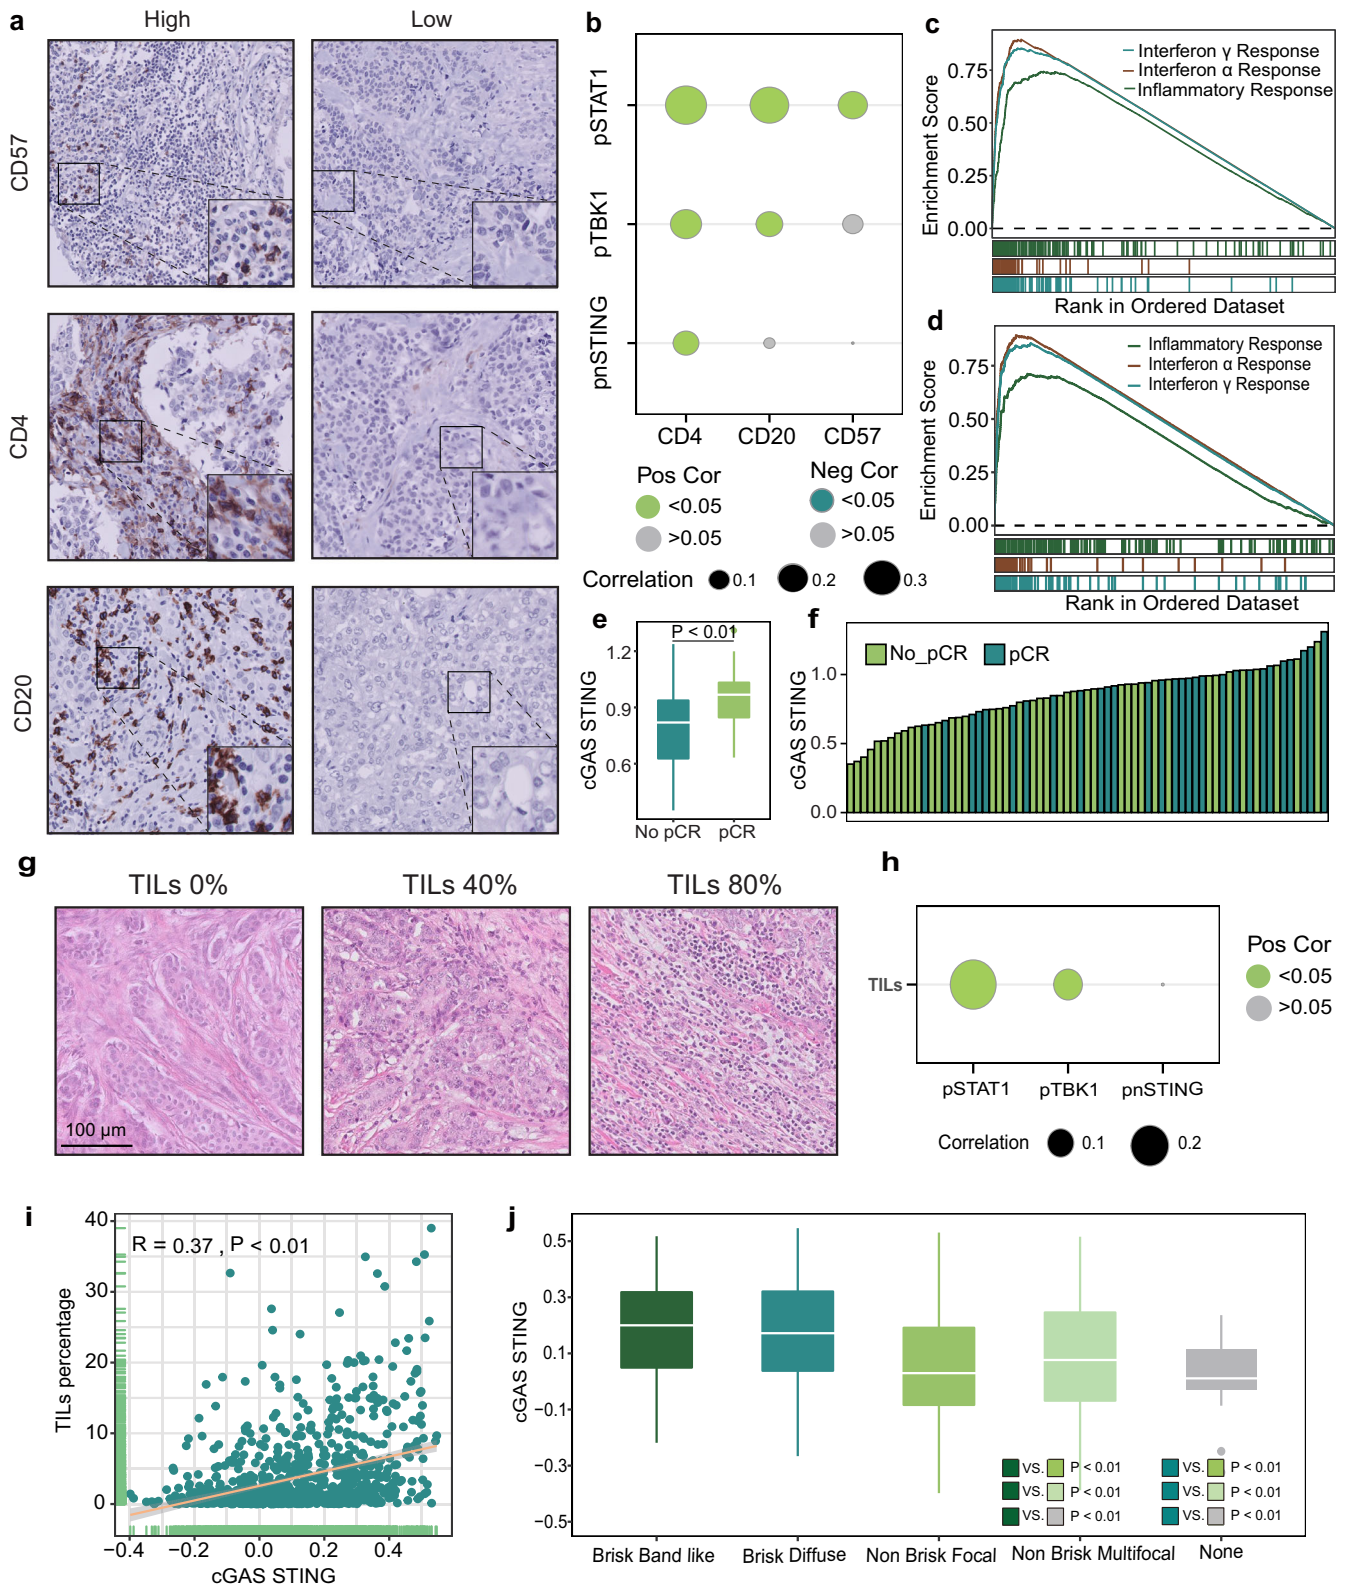 a
High
Low
CD57
CD4
CD20
b
pSTAT1
pTBK1
pnSTING
CD4
CD20
CD57
Pos Cor
<0.05
>0.05
Neg Cor
<0.05
>0.05
Correlation
0.1
0.2
0.3
c
Enrichment Score
0.75
0.50
0.25
0.00
Interferon γ Response
Interferon α Response
Inflammatory Response
Rank in Ordered Dataset
d
Enrichment Score
0.75
0.50
0.25
0.00
Inflammatory Response
Interferon α Response
Interferon γ Response
Rank in Ordered Dataset
e
cGAS STING
1.2
0.9
0.6
P < 0.01
No pCR
pCR
f
cGAS STING
1.0
0.5
0.0
No_pCR
pCR
g
TILs 0%
TILs 40%
TILs 80%
100 µm
h
TILs
pSTAT1
pTBK1
pnSTING
Pos Cor
<0.05
>0.05
Correlation
0.1
0.2
i
TILs percentage
40
30
20
10
0
R = 0.37 , P < 0.01
−0.4
−0.2
0.0
0.2
0.4
cGAS STING
j
cGAS STING
0.5
0.3
0.1
−0.1
−0.3
−0.5
VS. P < 0.01
VS. P < 0.01
VS. P < 0.01
VS. P < 0.01
VS. P < 0.01
VS. P < 0.01
Brisk Band like
Brisk Diffuse
Non Brisk Focal
Non Brisk Multifocal
None